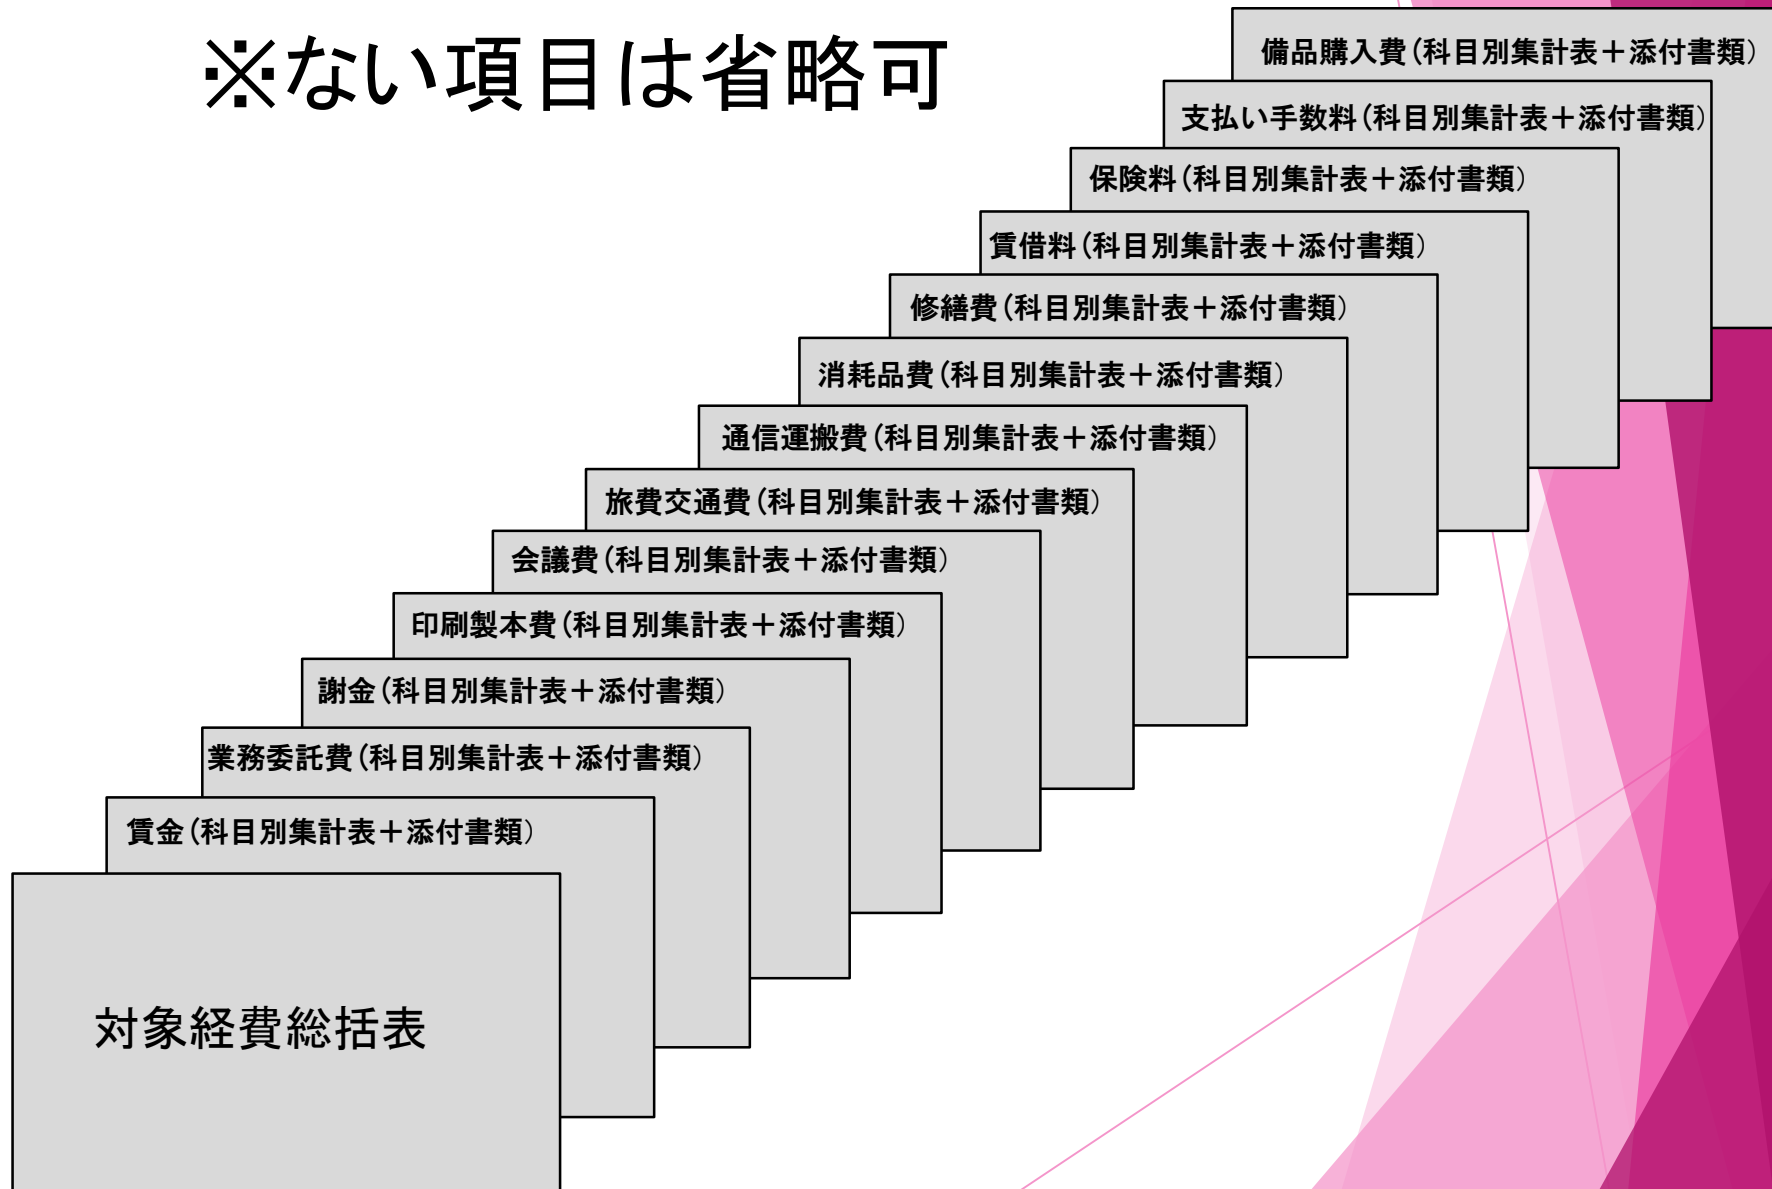 ※ない項目は省略可
備品購入費(科目別集計表+添付書類)
支払い手数料(科目別集計表+添付書類)
保険料(科目別集計表+添付書類)
賃借料(科目別集計表+添付書類)
修繕費(科目別集計表+添付書類)
消耗品費(科目別集計表+添付書類)
通信運搬費(科目別集計表+添付書類)
旅費交通費(科目別集計表+添付書類)
会議費(科目別集計表+添付書類)
印刷製本費(科目別集計表+添付書類)
謝金(科目別集計表+添付書類)
業務委託費(科目別集計表+添付書類)
賃金(科目別集計表+添付書類)
対象経費総括表